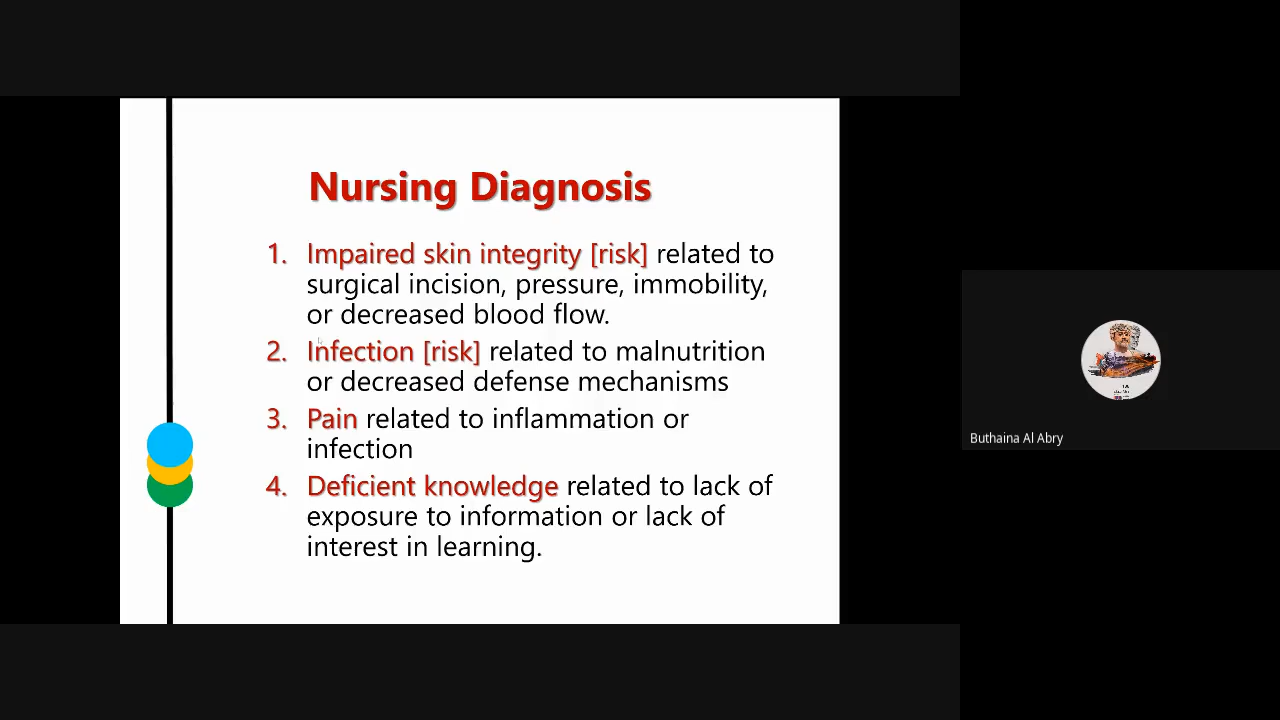 Nursing Diagnosis
1. Impaired skin integrity [risk] related to
surgical incision, pressure, immobility,
or decreased blood flow.
2. Infection [risk] related to malnutrition
or decreased defense mechanisms
3. Pain related to inflammation or
infection
4. Deficient knowledge related to lack of
exposure to information or lack of
interest in learning.
Buthaina Al Abry